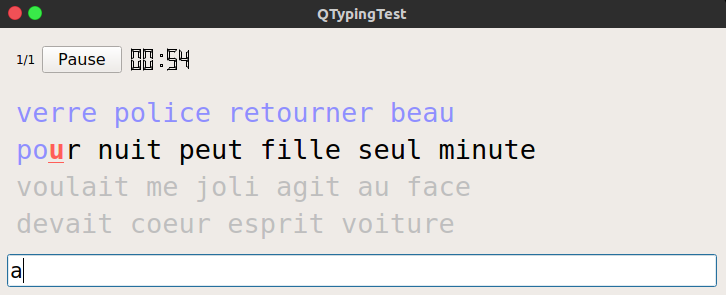 QTypingTest
1/1 Pause 00:54
verre police retourner beau
pour nuit peut fille seul minute
voulait me joli agit au face
devait coeur esprit voiture
a